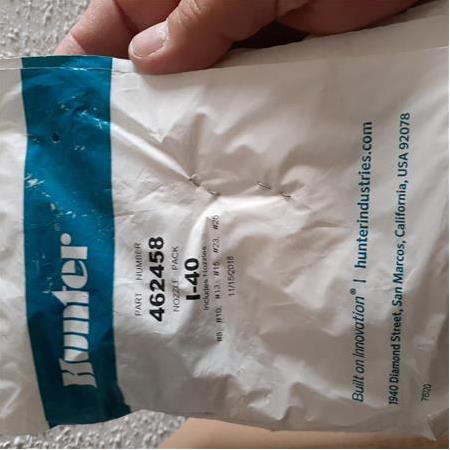 Hunter®
PART NUMBER
462458
NOZZLE PACK
I-40
Includes Nozzles
#8, #10, #13, #15, #23, #25
11/15/2018
Built on Innovation® | hunterindustries.com
1940 Diamond Street, San Marcos, California, USA 92078